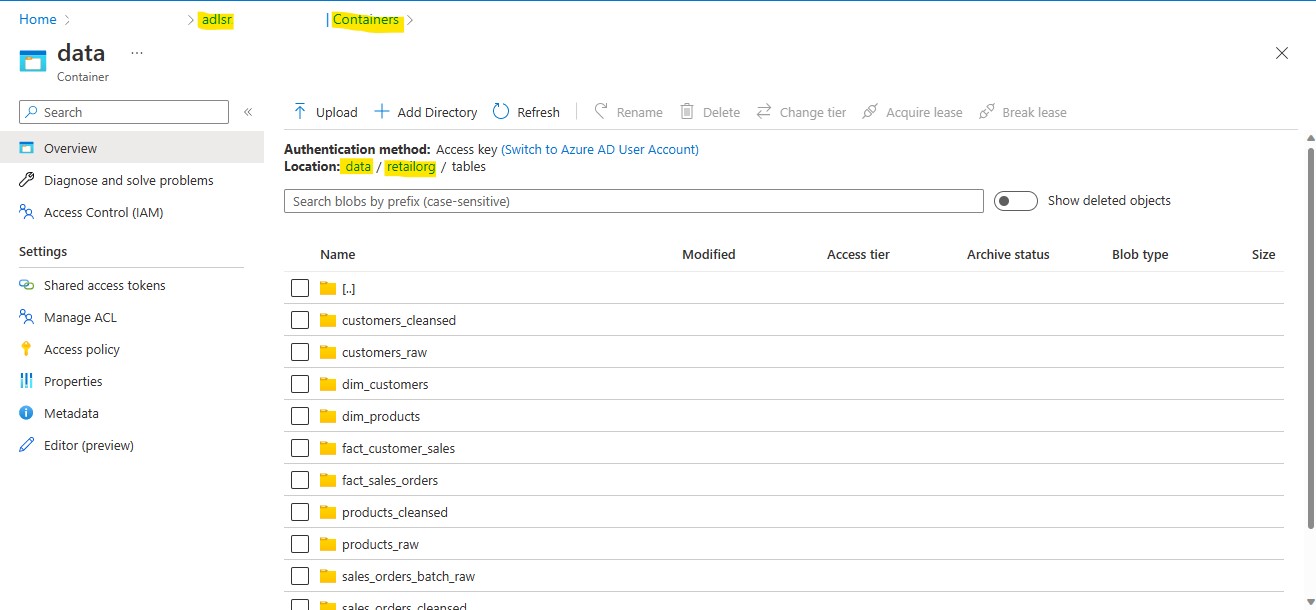 Home > > adlsr | Containers >
data ...
Container
Search «
Upload Add Directory Refresh Rename Delete Change tier Acquire lease Break lease
Overview
Diagnose and solve problems
Access Control (IAM)
Settings
Shared access tokens
Manage ACL
Access policy
Properties
Metadata
Editor (preview)
Authentication method: Access key (Switch to Azure AD User Account)
Location: data / retailorg / tables
Search blobs by prefix (case-sensitive) Show deleted objects
Name Modified Access tier Archive status Blob type Size
[..]
customers_cleansed
customers_raw
dim_customers
dim_products
fact_customer_sales
fact_sales_orders
products_cleansed
products_raw
sales_orders_batch_raw
sales_orders_cleansed